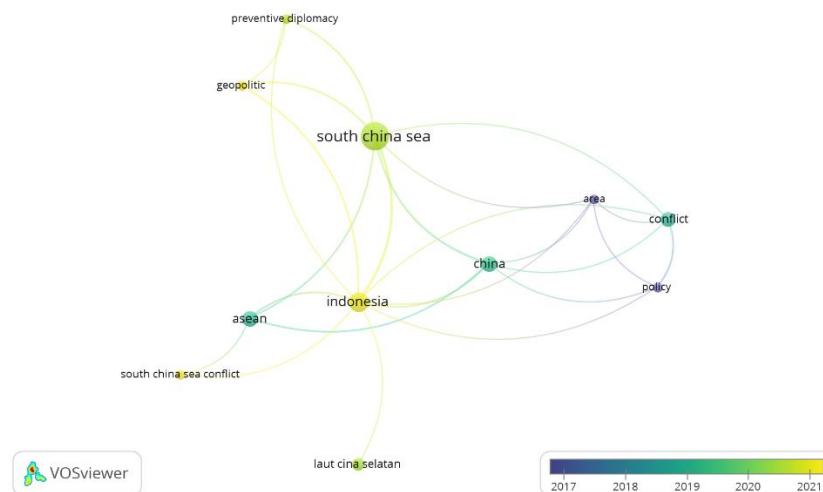 preventive diplomacy
geopolitic
south china sea
area
conflict
china
policy
indonesia
asean
south china sea conflict
laut cina selatan
VOSviewer
2017 2018 2019 2020 2021